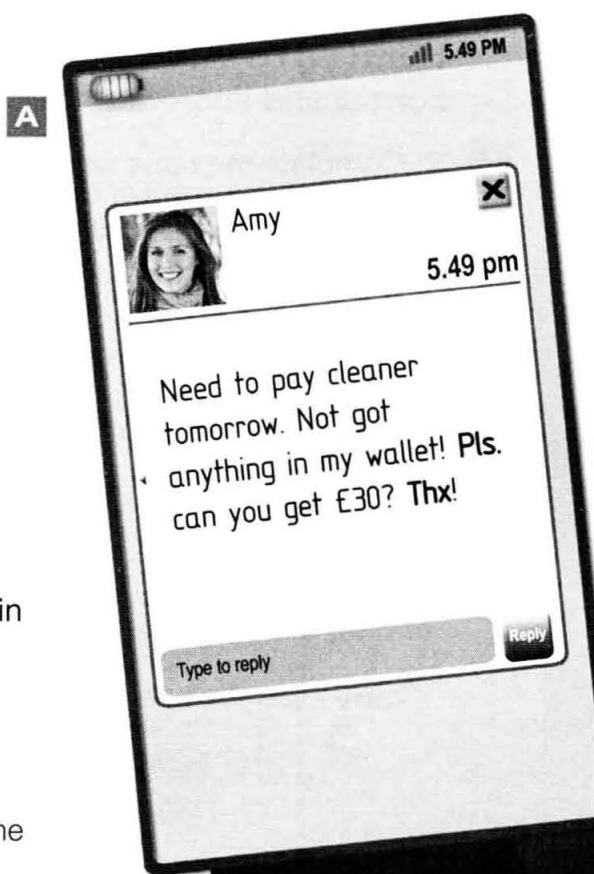 A
5.49 PM
Amy
5.49 pm
Need to pay cleaner
tomorrow. Not got
anything in my wallet! Pls.
can you get £30? Thx!
in
Type to reply
Reply